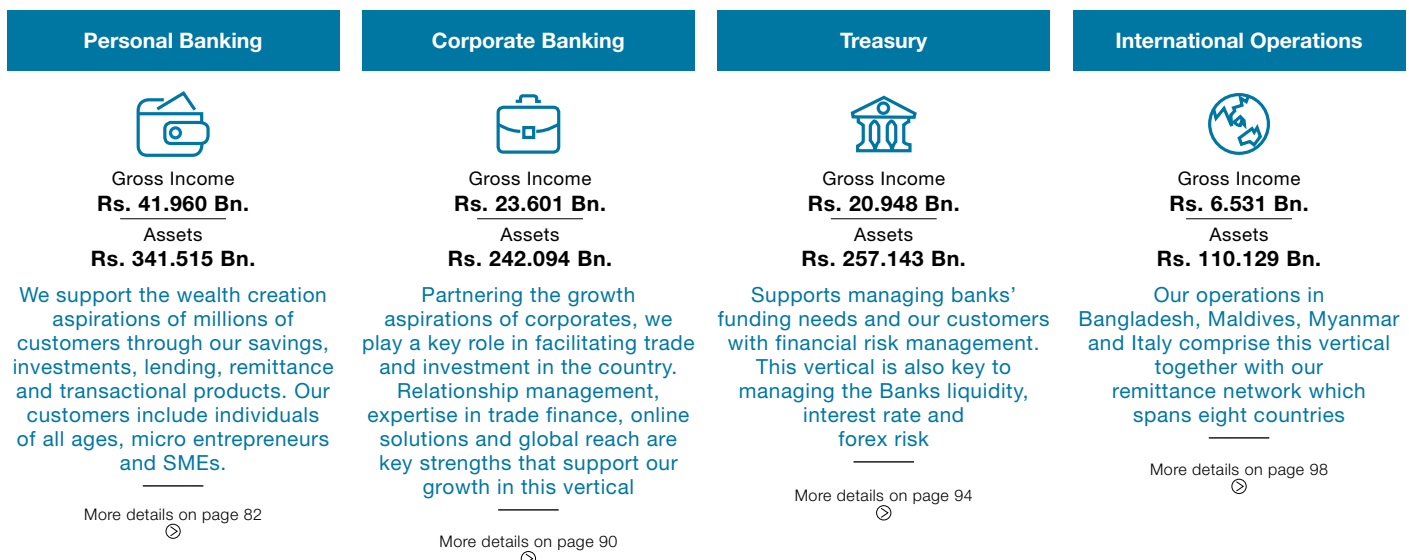 Personal Banking
Gross Income
Rs. 41.960 Bn.
Assets
Rs. 341.515 Bn.
We support the wealth creation
aspirations of millions of
customers through our savings,
investments, lending, remittance
and transactional products. Our
customers include individuals
of all ages, micro entrepreneurs
and SMEs.
More details on page 82
Corporate Banking
Gross Income
Rs. 23.601 Bn.
Assets
Rs. 242.094 Bn.
Partnering the growth
aspirations of corporates, we
play a key role in facilitating trade
and investment in the country.
Relationship management,
expertise in trade finance, online
solutions and global reach are
key strengths that support our
growth in this vertical
More details on page 90
Treasury
Gross Income
Rs. 20.948 Bn.
Assets
Rs. 257.143 Bn.
Supports managing banks’
funding needs and our customers
with financial risk management.
This vertical is also key to
managing the Banks liquidity,
interest rate and
forex risk
More details on page 94
International Operations
Gross Income
Rs. 6.531 Bn.
Assets
Rs. 110.129 Bn.
Our operations in
Bangladesh, Maldives, Myanmar
and Italy comprise this vertical
together with our
remittance network which
spans eight countries
More details on page 98